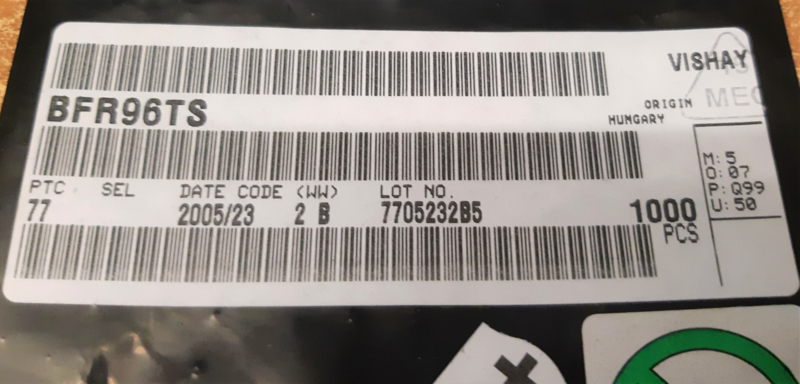 VISHAY
BFR96TS
ORIGIN
HUNGARY
PTC SEL DATE CODE (WW) LOT NO.
77 2005/23 2 B 7705232B5
1000
PCS
M: 5
O: 07
P: Q99
U: 50